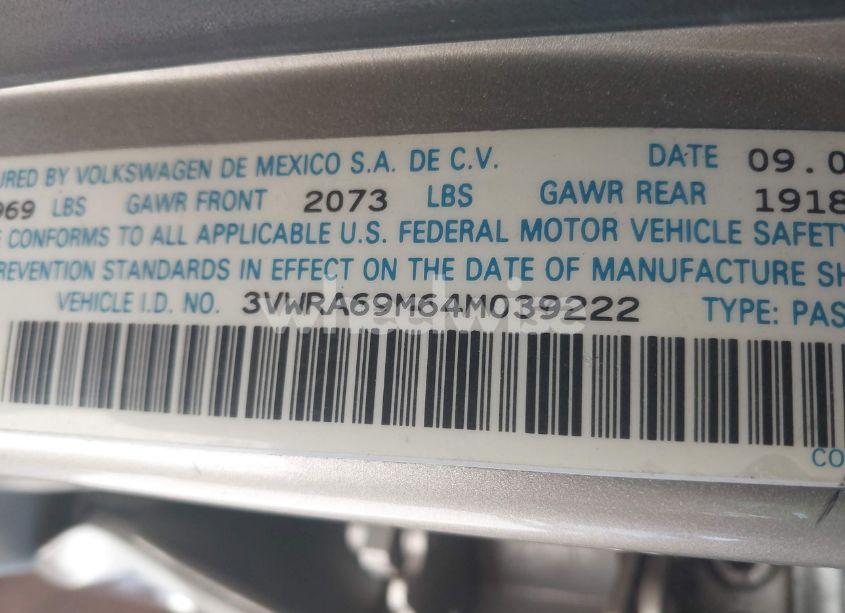 URED BY VOLKSWAGEN DE MEXICO S.A. DE C.V. DATE 09.0
969 LBS GAWR FRONT 2073 LBS GAWR REAR 1918
E CONFORMS TO ALL APPLICABLE U.S. FEDERAL MOTOR VEHICLE SAFETY
REVENTION STANDARDS IN EFFECT ON THE DATE OF MANUFACTURE SH
VEHICLE I.D. NO. 3VWRA69M64M039222 TYPE: PAS
wheelwise
CO